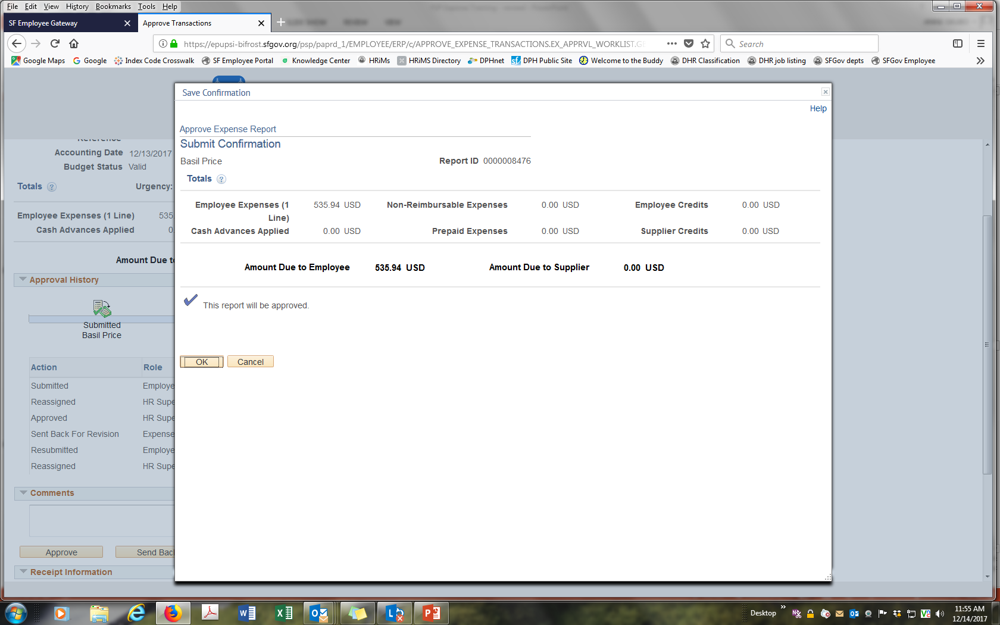 File Edit View History Bookmarks Tools Help
SF Employee Gateway
Approve Transactions
https://epupsi-bifrost.sfgov.org/psp/paprd_1/EMPLOYEE/ERP/c/APPROVE_EXPENSE_TRANSACTIONS.EX_APPRVL_WORKLIST.G
Search
Google Maps Google Index Code Crosswalk SF Employee Portal Knowledge Center HRiMs HRiMS Directory DPHnet DPH Public Site Welcome to the Buddy DHR Classification DHR job listing SFGov depts SFGov Employee
Save Confirmation
Help
Approve Expense Report
Submit Confirmation
Basil Price Report ID 0000008476
Totals ?
Employee Expenses (1 Line) 535.94 USD Non-Reimbursable Expenses 0.00 USD Employee Credits 0.00 USD
Cash Advances Applied 0.00 USD Prepaid Expenses 0.00 USD Supplier Credits 0.00 USD
Amount Due to Employee 535.94 USD Amount Due to Supplier 0.00 USD
This report will be approved.
OK Cancel
Reference
Accounting Date 12/13/2017
Budget Status Valid
Totals ? Urgency:
Employee Expenses (1 Line) 535
Cash Advances Applied 0
Amount Due t
Approval History
Submitted
Basil Price
Action Role
Submitted Employe
Reassigned HR Supe
Approved HR Supe
Sent Back For Revision Expense
Resubmitted Employe
Reassigned HR Supe
Comments
Approve Send Bac
Receipt Information
Desktop
11:55 AM
12/14/2017